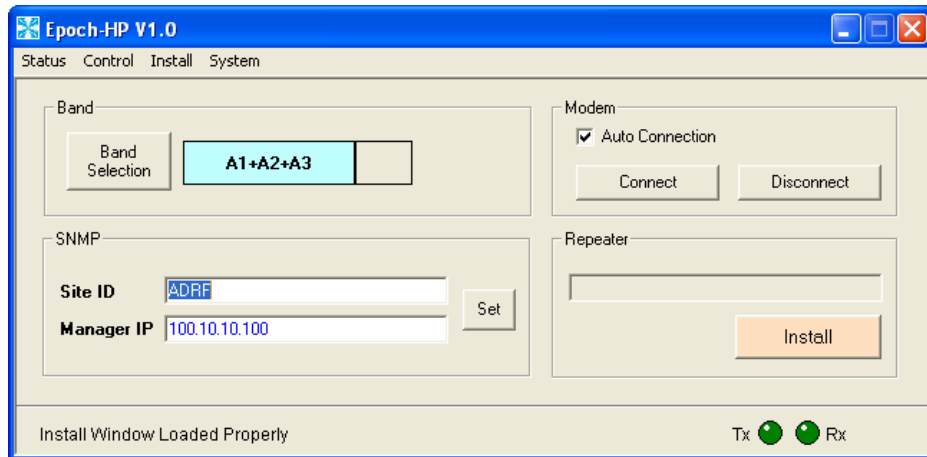 Epoch-HP V1.0
Status Control Install System
Band
Band
Selection
A1+A2+A3
Modem
Auto Connection
Connect
Disconnect
SNMP
Site ID ADRF
Manager IP 100.10.10.100
Set
Repeater
Install
Install Window Loaded Properly
Tx Rx